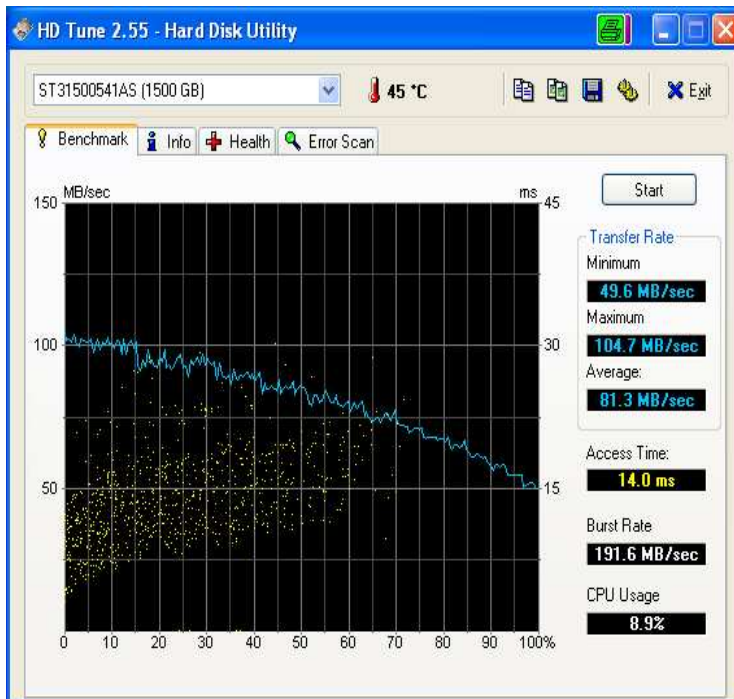 HD Tune 2.55 - Hard Disk Utility
ST31500541AS (1500 GB)
45 °C
Exit
Benchmark Info Health Error Scan
MB/sec ms
Start
150 45
100 30
50 15
0 10 20 30 40 50 60 70 80 90 100%
Transfer Rate
Minimum
49.6 MB/sec
Maximum
104.7 MB/sec
Average:
81.3 MB/sec
Access Time:
14.0 ms
Burst Rate
191.6 MB/sec
CPU Usage
8.9%